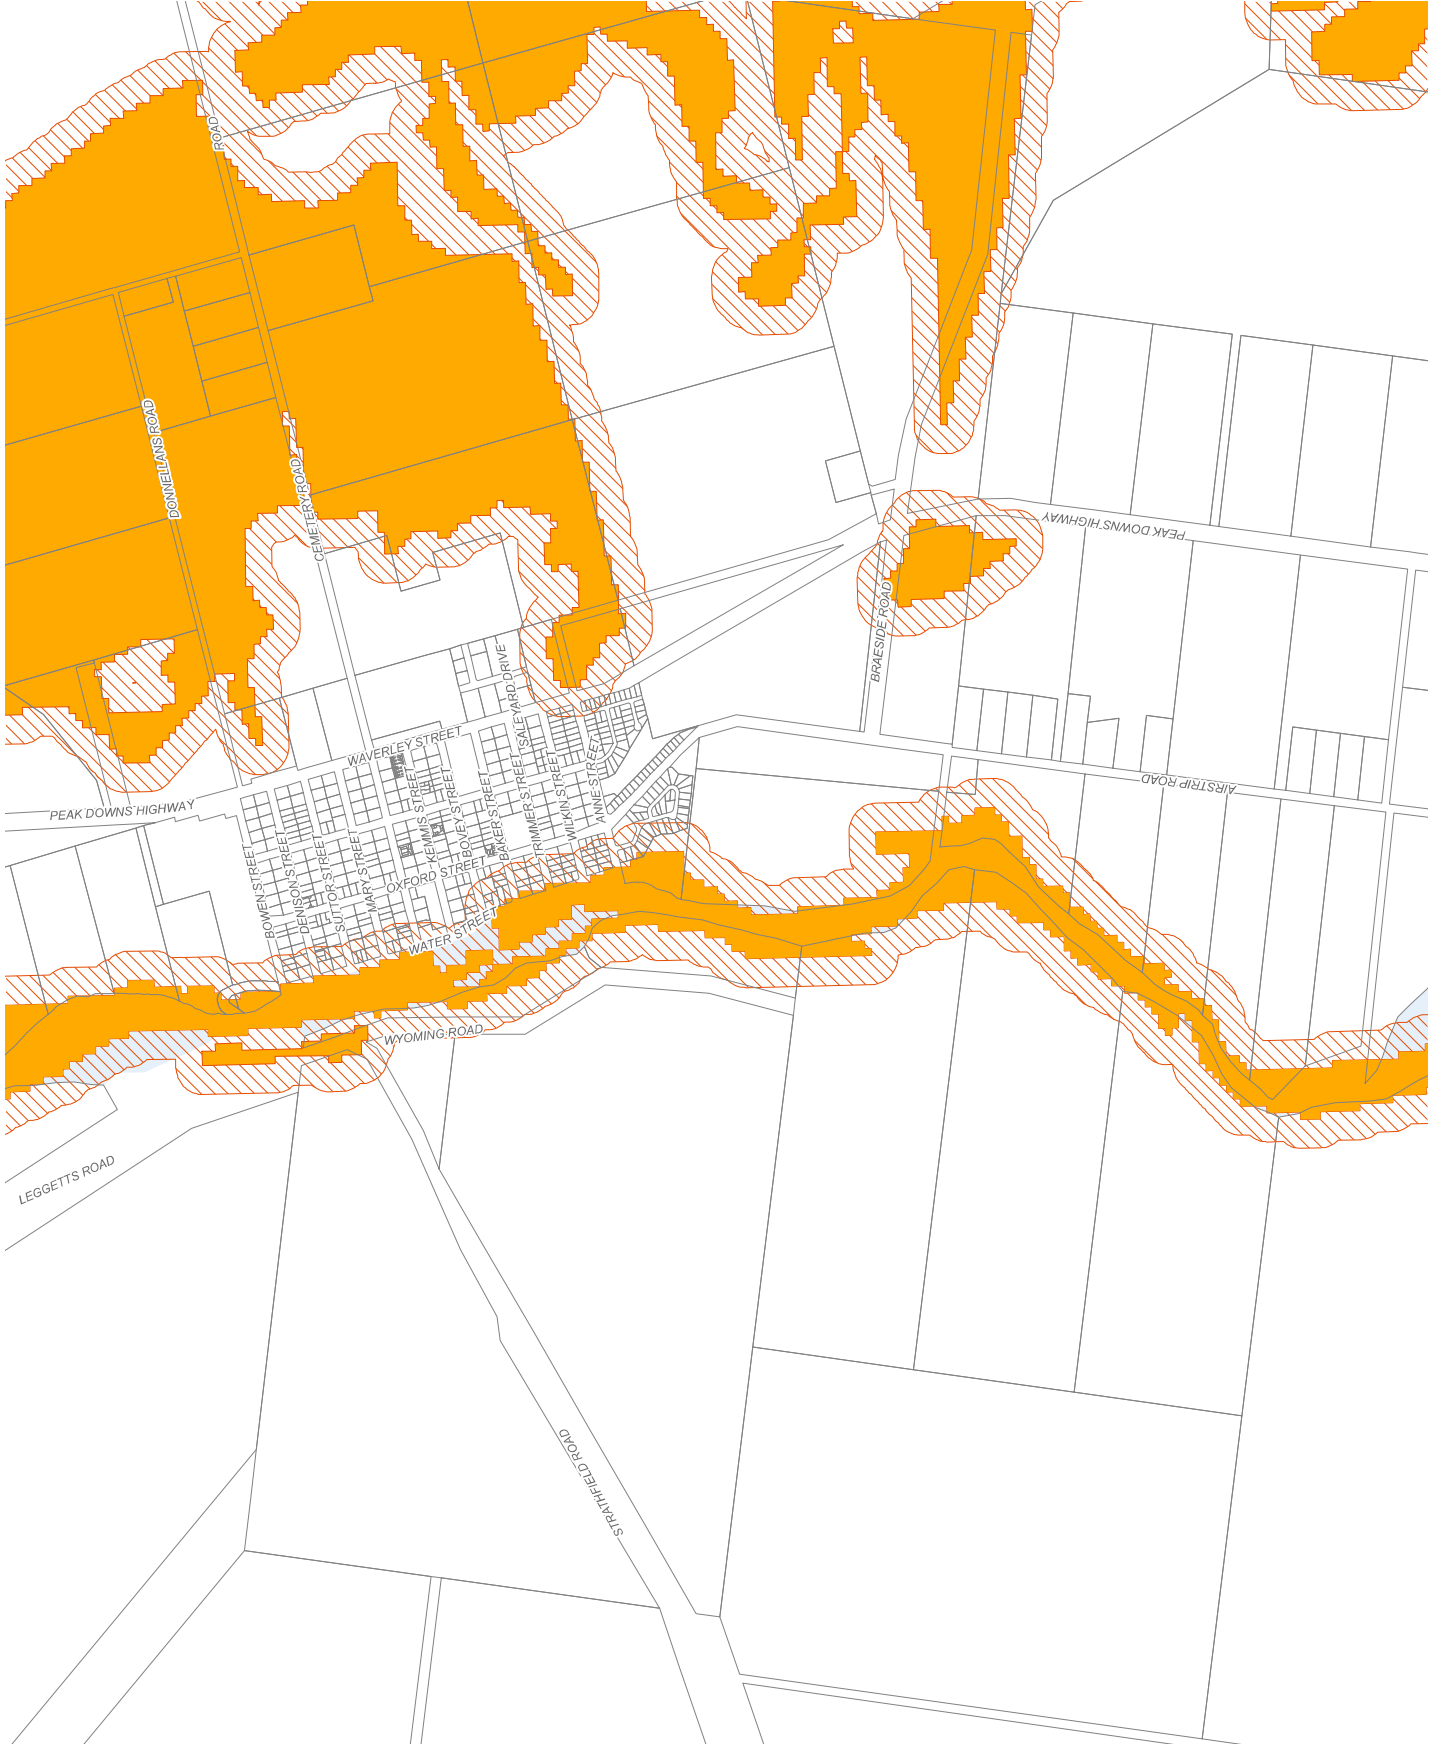 ROAD
DONNELLANS ROAD
CEMETERY ROAD
PEAK DOWNS HIGHWAY
BRAESIDE ROAD
SALEYARD DRIVE
WAVERLEY STREET
AIRSTRIP ROAD
PEAK DOWNS HIGHWAY
BOWEN STREET
DENISON STREET
SUTTOR STREET
MARY STREET
KEMMIS STREET
BOVEY STREET
BAKER STREET
TRIMMER STREET
WILKIN STREET
ANNE STREET
OXFORD STREET
WATER STREET
WYOMING ROAD
LEGGETTS ROAD
STRATHFIELD ROAD